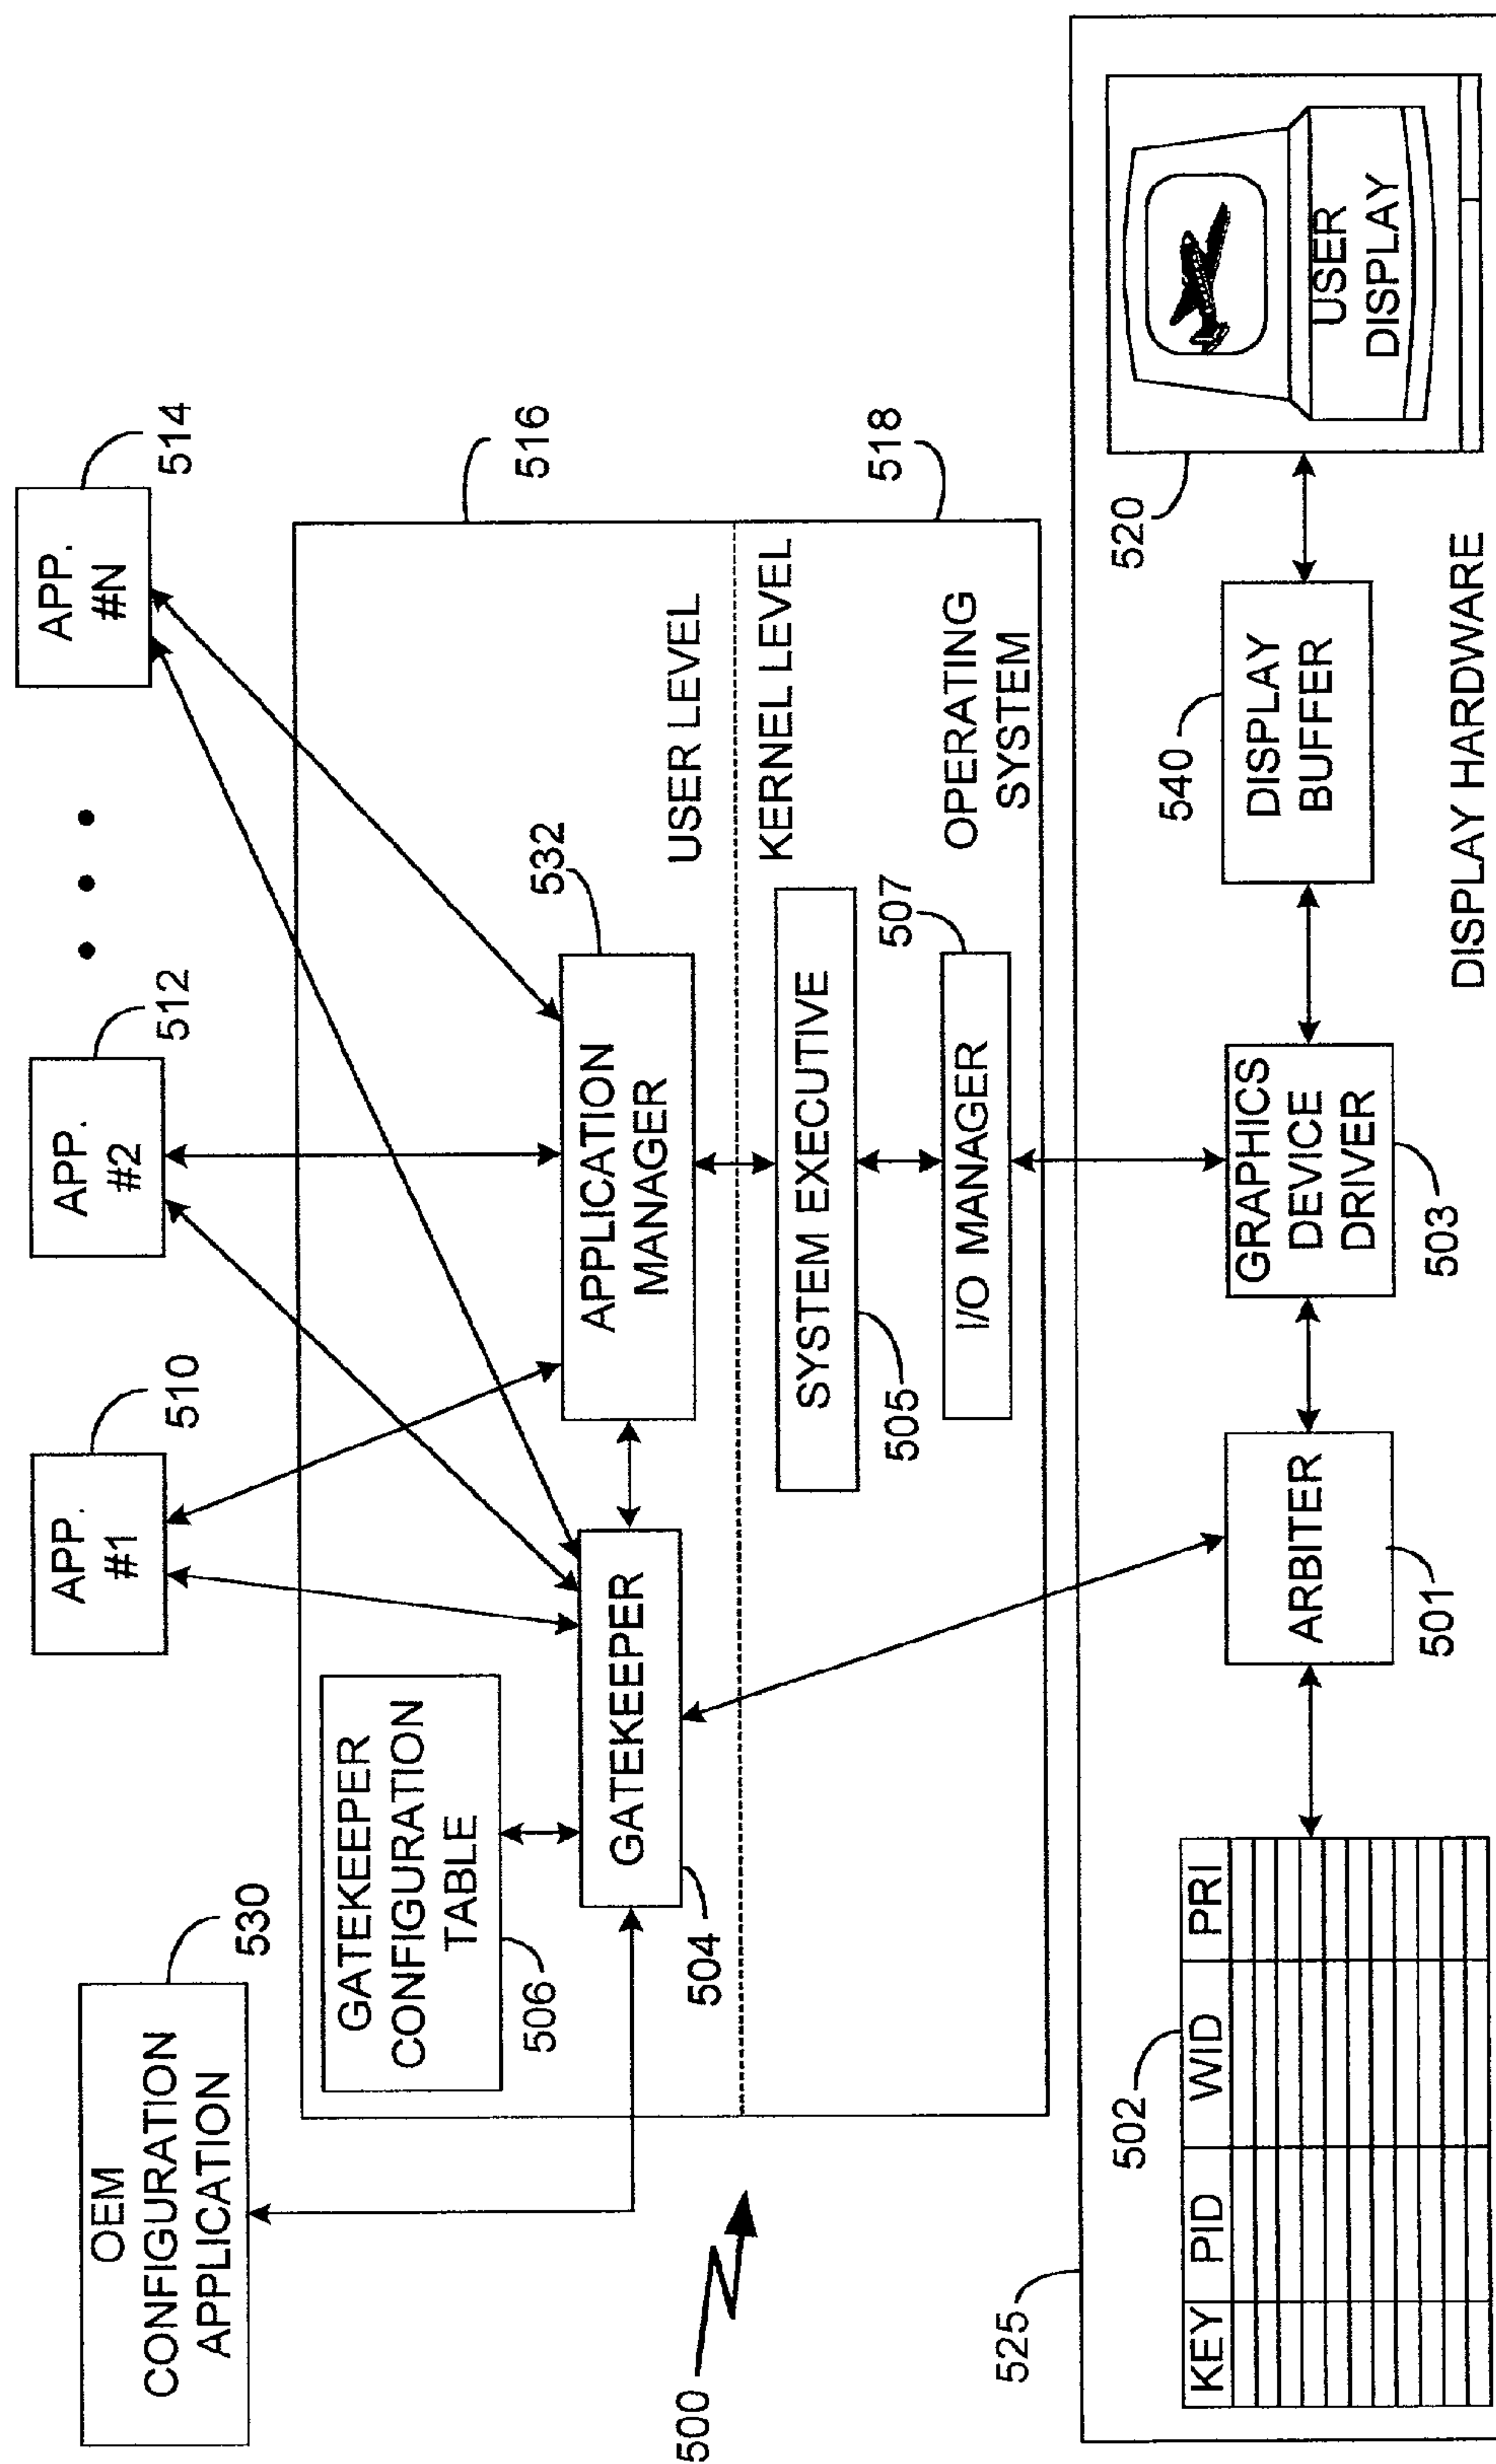 OEM
CONFIGURATION
APPLICATION
530
APP.
#1
510
APP.
#2
512
APP.
#N
514
516
GATEKEEPER
CONFIGURATION
TABLE
506
GATEKEEPER
504
APPLICATION
MANAGER
532
USER LEVEL
KERNEL LEVEL
SYSTEM EXECUTIVE
505
507
I/O MANAGER
OPERATING
SYSTEM
518
500
525
502
KEY PID WID PRI
ARBITER
501
GRAPHICS
DEVICE
DRIVER
503
540
DISPLAY
BUFFER
520
USER
DISPLAY
DISPLAY HARDWARE